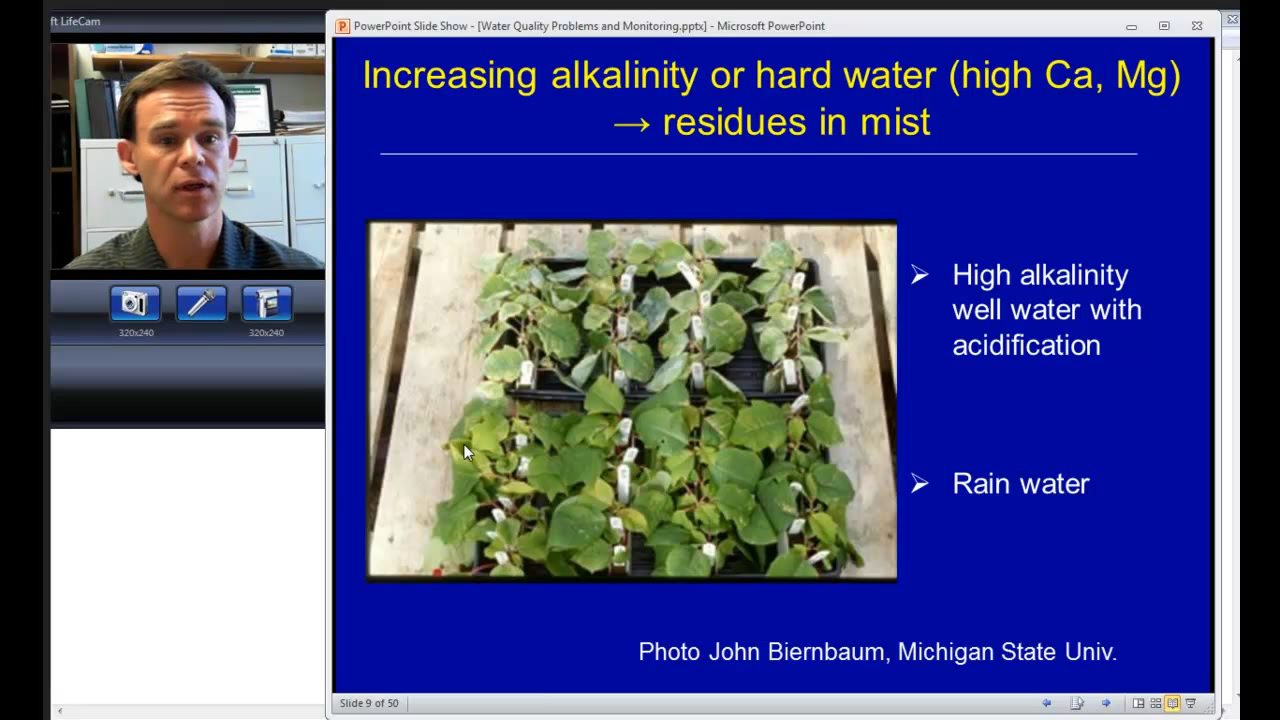 ft LifeCam
320x240
320x240
PowerPoint Slide Show - [Water Quality Problems and Monitoring.pptx] - Microsoft PowerPoint
Increasing alkalinity or hard water (high Ca, Mg)
→ residues in mist
➢ High alkalinity
well water with
acidification
➢ Rain water
Photo John Biernbaum, Michigan State Univ.
Slide 9 of 50